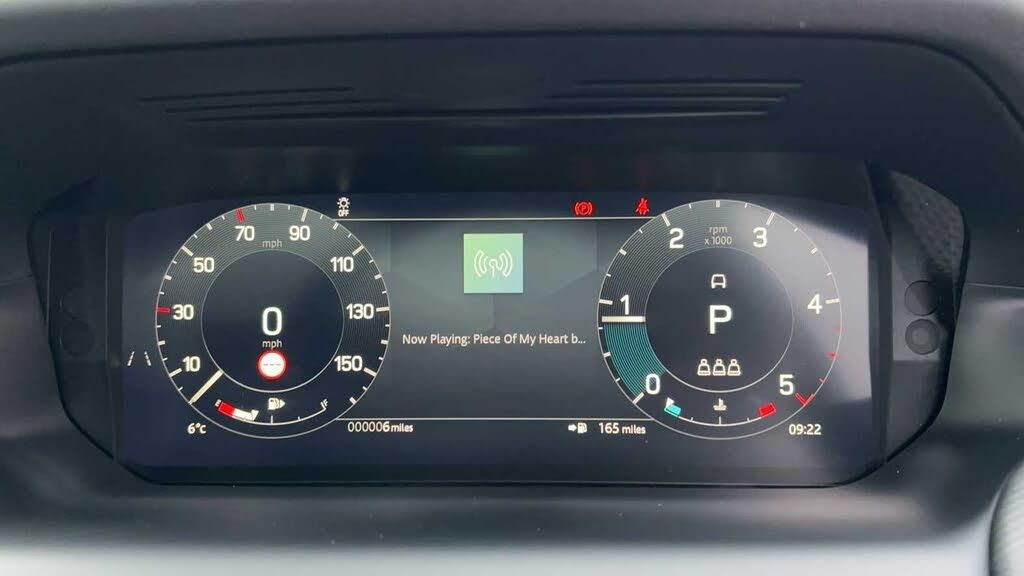 OFF
P
70
90
mph
50
110
30
130
0
mph
10
150
E
F
6°c
000006miles
Now Playing: Piece Of My Heart b...
rpm
x 1000
2
3
1
4
P
0
5
165 miles
09:22